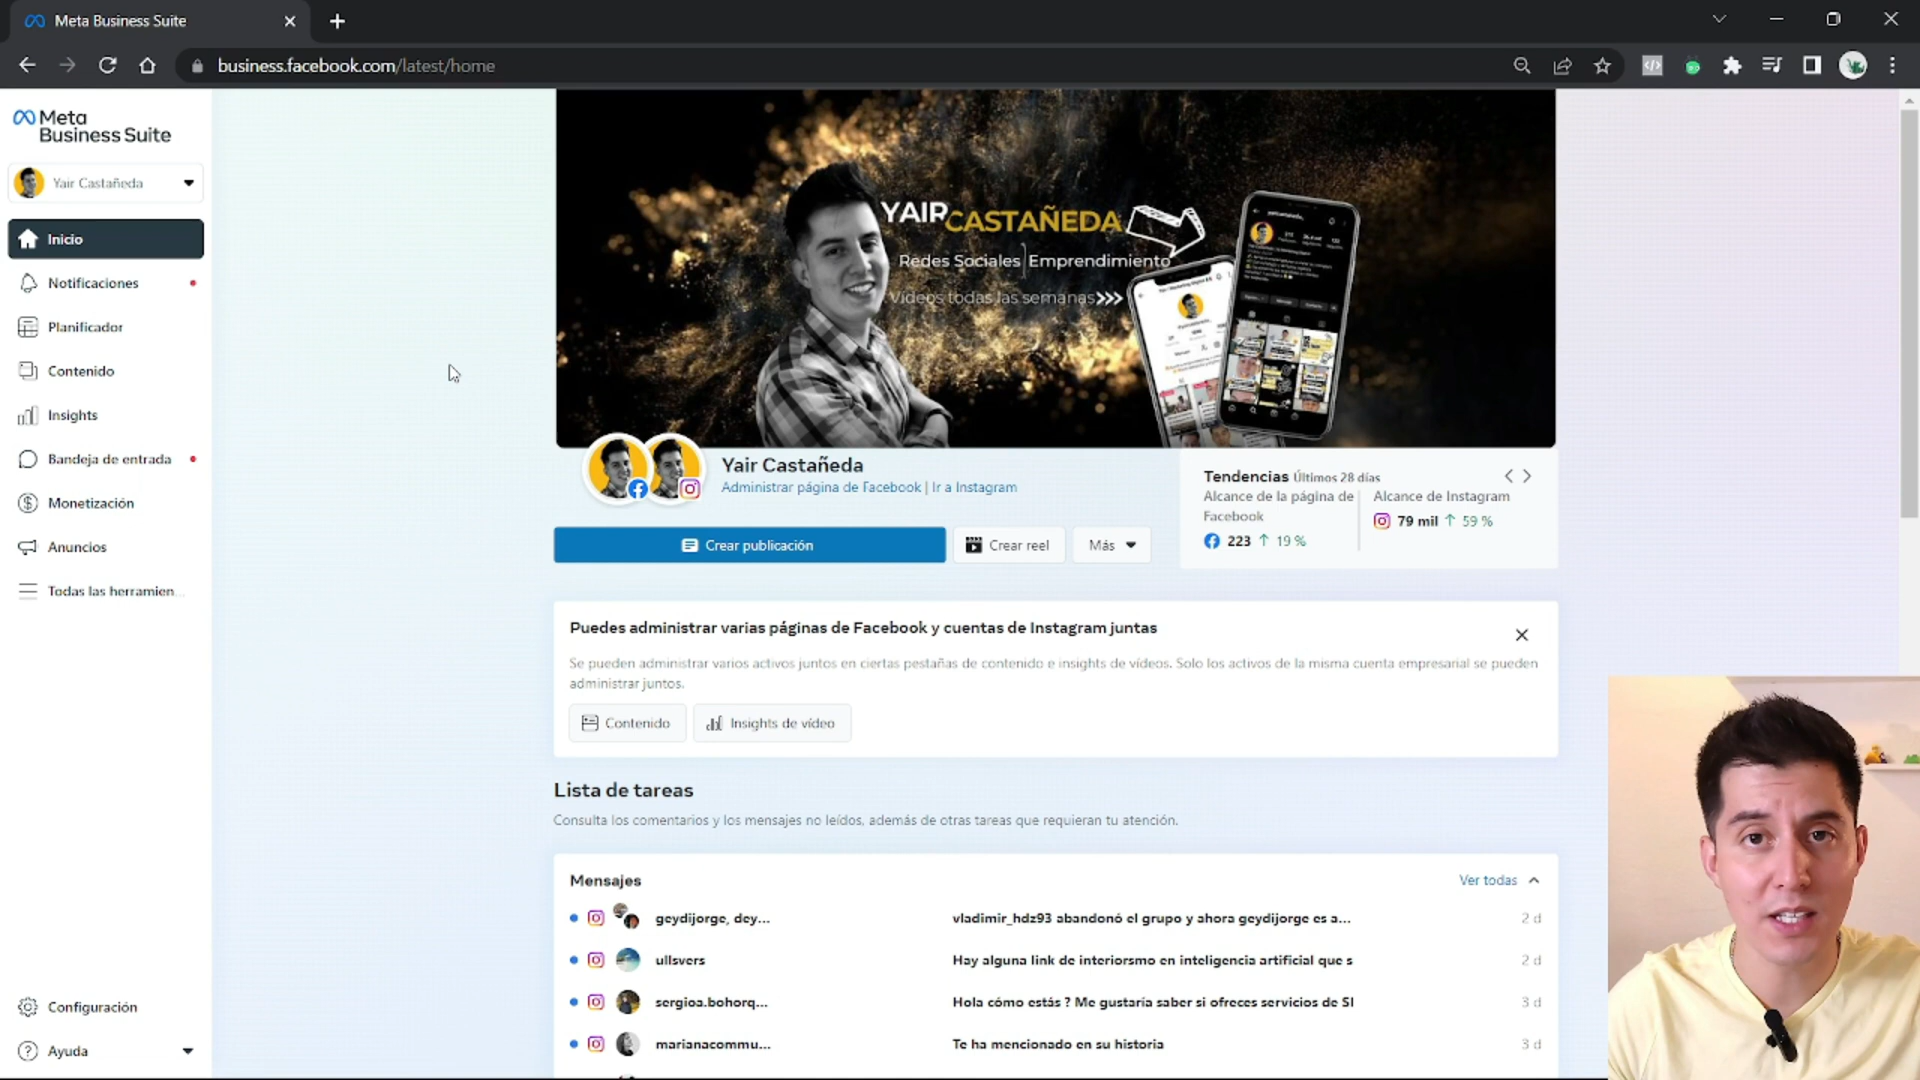 Meta Business Suite
business.facebook.com/latest/home
Meta
Business Suite
Yair Castañeda
Inicio
Notificaciones
Planificador
Contenido
Insights
Bandeja de entrada
Monetización
Anuncios
Todas las herramien...
Configuración
Ayuda
YAIR CASTAÑEDA
Redes Sociales Emprendimiento
Videos todas las semanas
Yair Castañeda
Administrar página de Facebook | Ir a Instagram
Crear publicación
Crear reel
Más
Tendencias Últimos 28 días
Alcance de la página de
Facebook
223 ↑ 19 %
Alcance de Instagram
79 mil ↑ 59 %
Puedes administrar varias páginas de Facebook y cuentas de Instagram juntas
Se pueden administrar varios activos juntos en ciertas pestañas de contenido e insights de vídeos. Solo los activos de la misma cuenta empresarial se pueden
administrar juntos.
Contenido
Insights de vídeo
Lista de tareas
Consulta los comentarios y los mensajes no leídos, además de otras tareas que requieran tu atención.
Mensajes
Ver todas
geydijorge, dey...
vladimir_hdz93 abandonó el grupo y ahora geydijorge es a...
2 d
ullsvers
Hay alguna link de interiorsmo en inteligencia artificial que s
2 d
sergioa.bohorq...
Hola cómo estás ? Me gustaría saber si ofreces servicios de SI
3 d
marianacommu...
Te ha mencionado en su historia
3 d